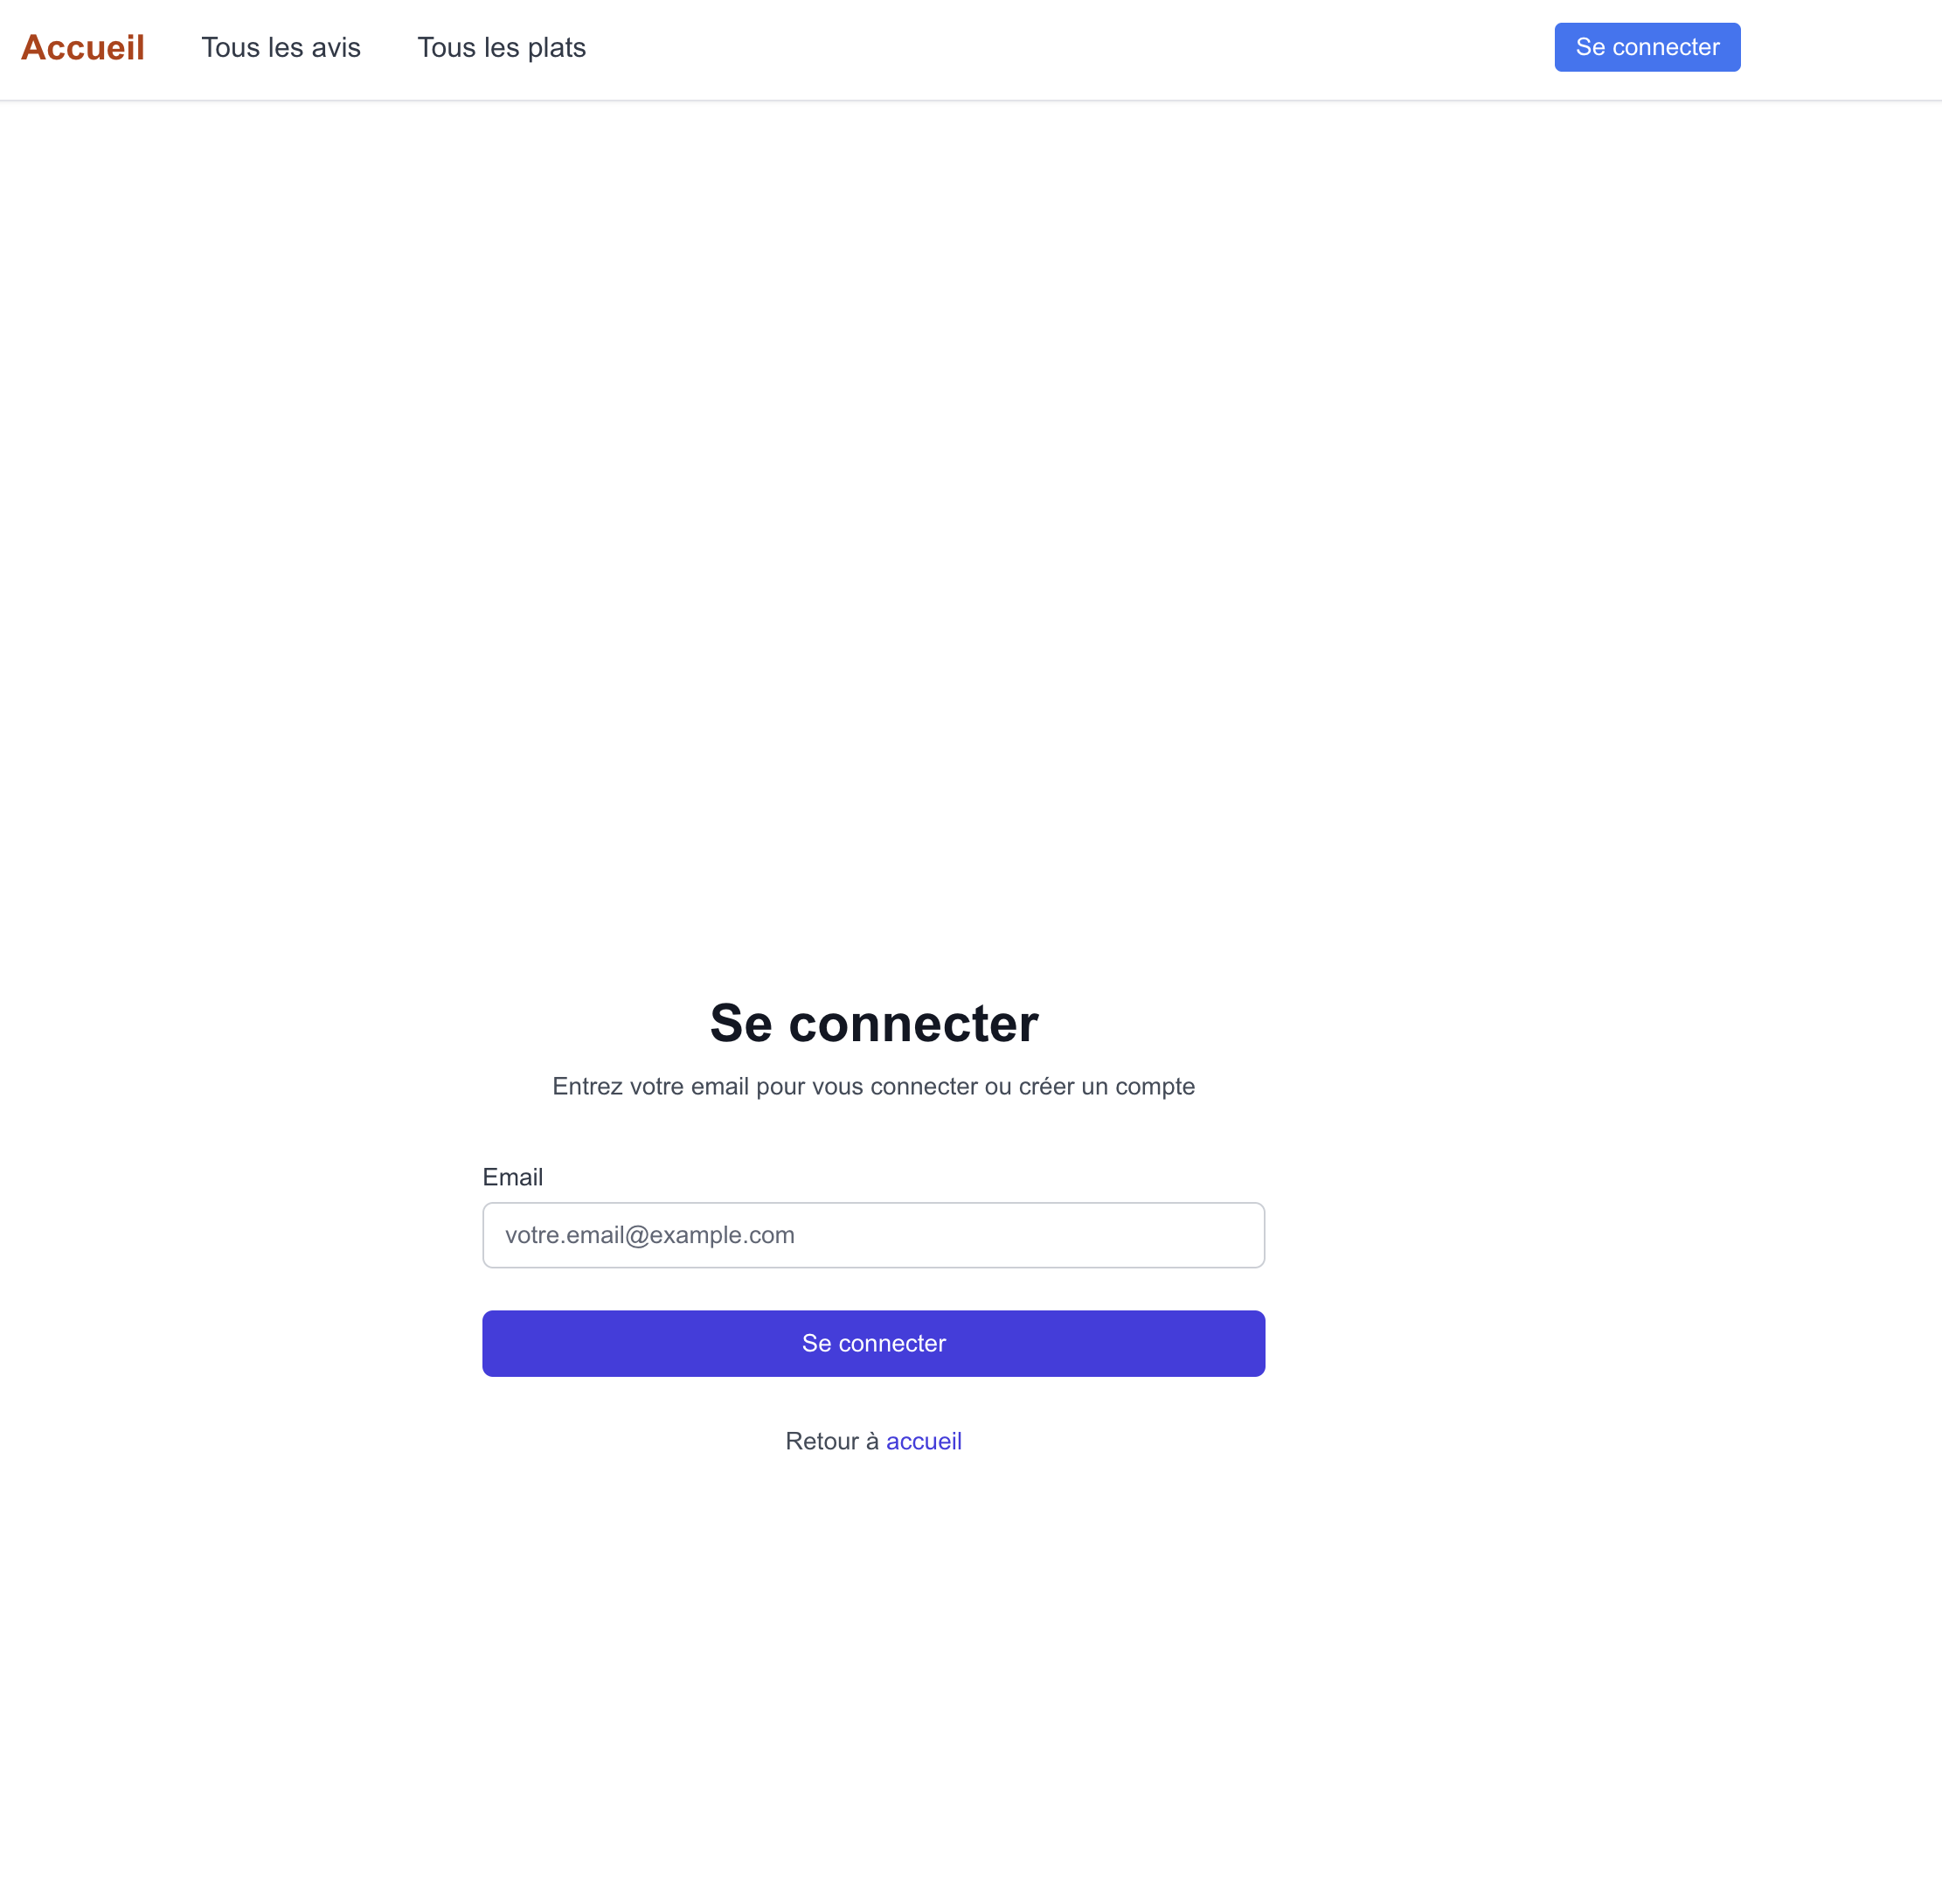 Accueil Tous les avis Tous les plats Se connecter
Se connecter
Entrez votre email pour vous connecter ou créer un compte
Email
votre.email@example.com
Se connecter
Retour à accueil